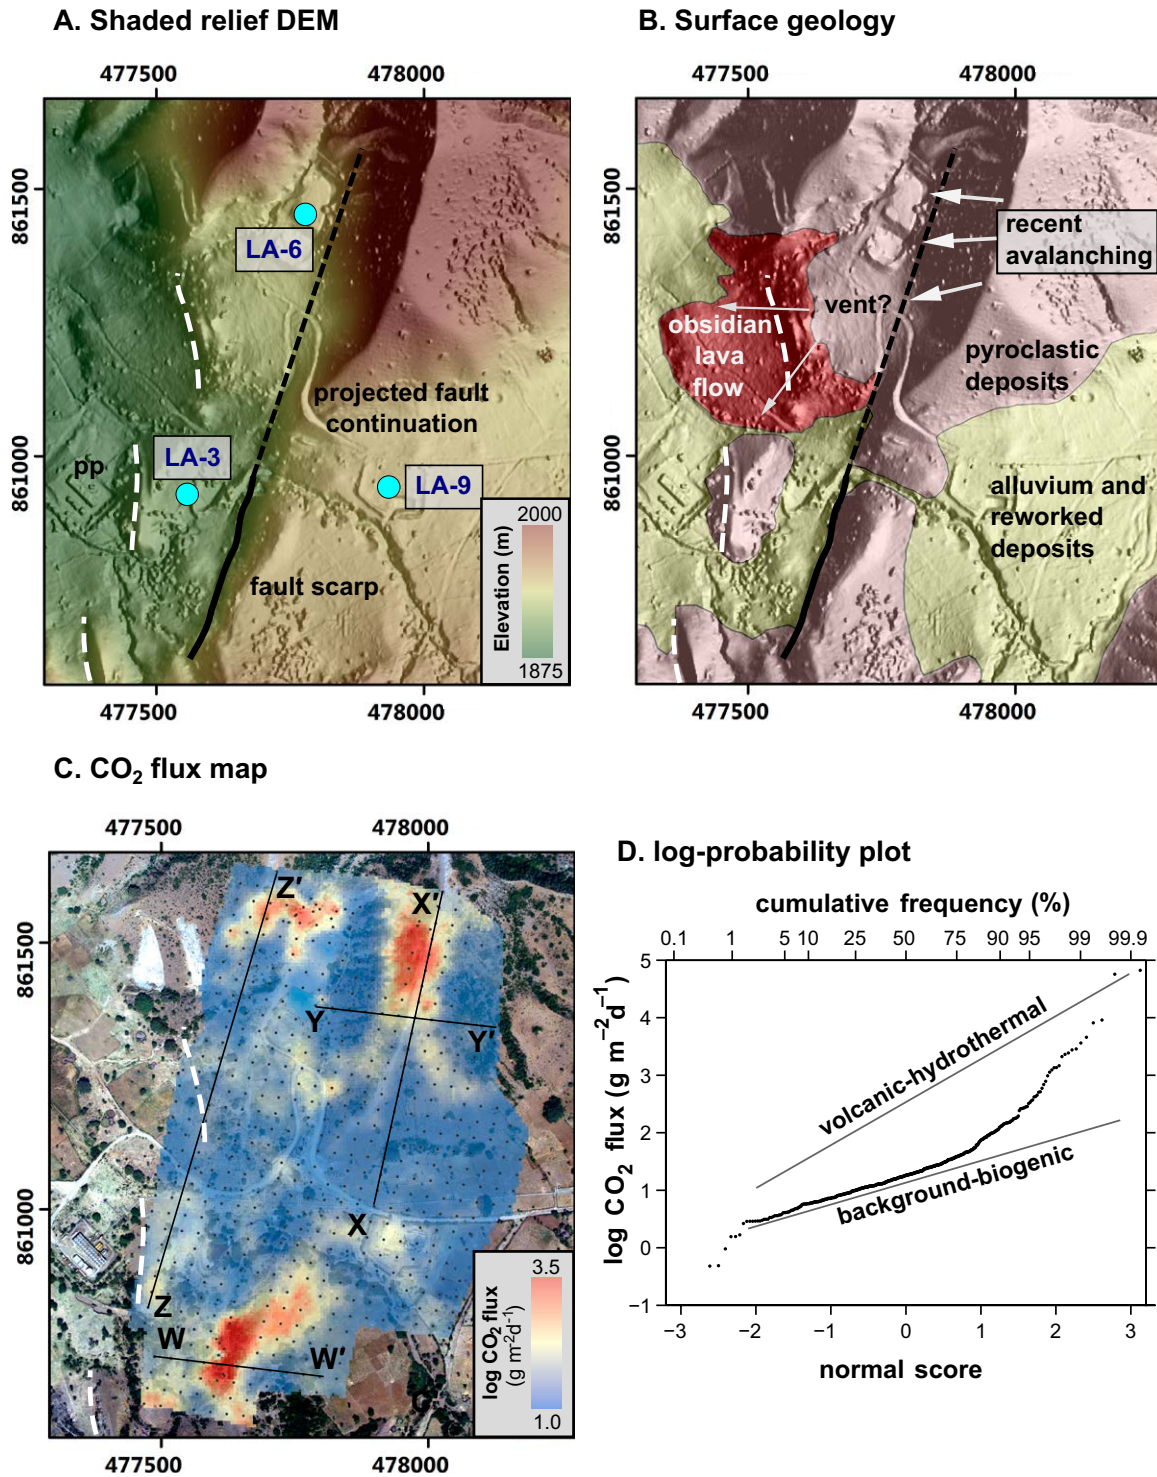 A. Shaded relief DEM
477500
478000
861500
861000
LA-6
projected fault
continuation
pp
LA-3
LA-9
fault scarp
Elevation (m)
2000
1875
477500
478000
B. Surface geology
477500
478000
861500
861000
recent
avalanching
vent?
obsidian
lava
flow
pyroclastic
deposits
alluvium and
reworked
deposits
477500
478000
C. CO₂ flux map
477500
478000
861500
861000
Z'
X'
Y
Y'
X
Z
W
W'
log CO₂ flux
(g m⁻²d⁻¹)
3.5
1.0
477500
478000
D. log-probability plot
cumulative frequency (%)
0.1 1 5 10 25 50 75 90 95 99 99.9
log CO₂ flux (g m⁻²d⁻¹)
5
4
3
2
1
0
−1
volcanic-hydrothermal
background-biogenic
−3 −2 −1 0 1 2 3
normal score